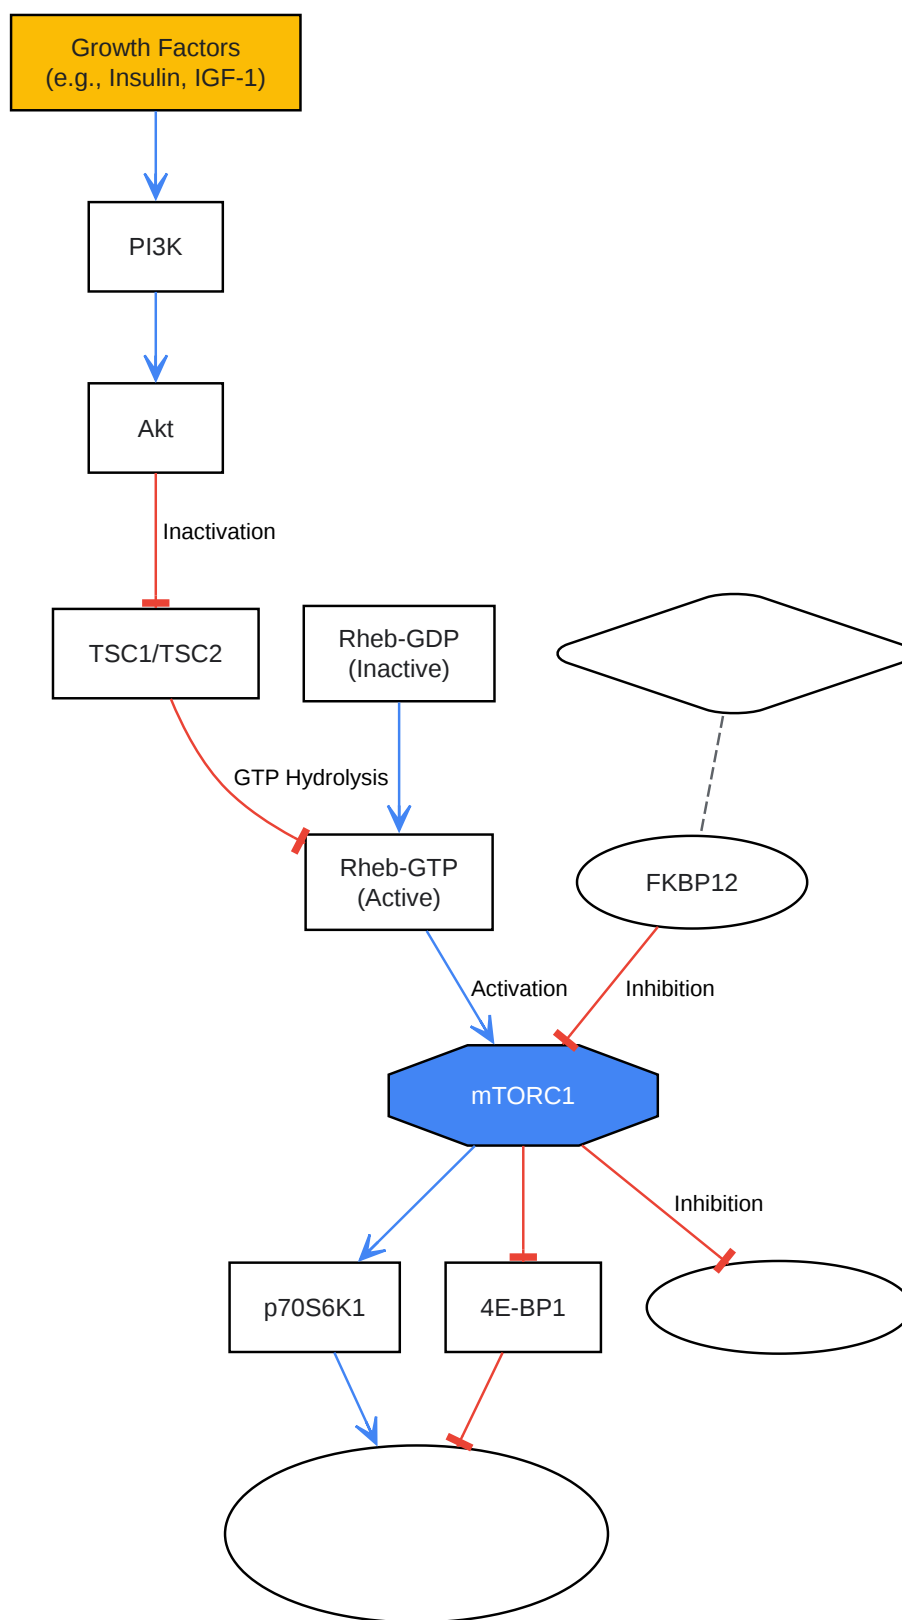 Growth Factors
(e.g., Insulin, IGF-1)
PI3K
Akt
Inactivation
TSC1/TSC2
Rheb-GDP
(Inactive)
GTP Hydrolysis
Rheb-GTP
(Active)
FKBP12
Activation
Inhibition
mTORC1
Inhibition
p70S6K1
4E-BP1